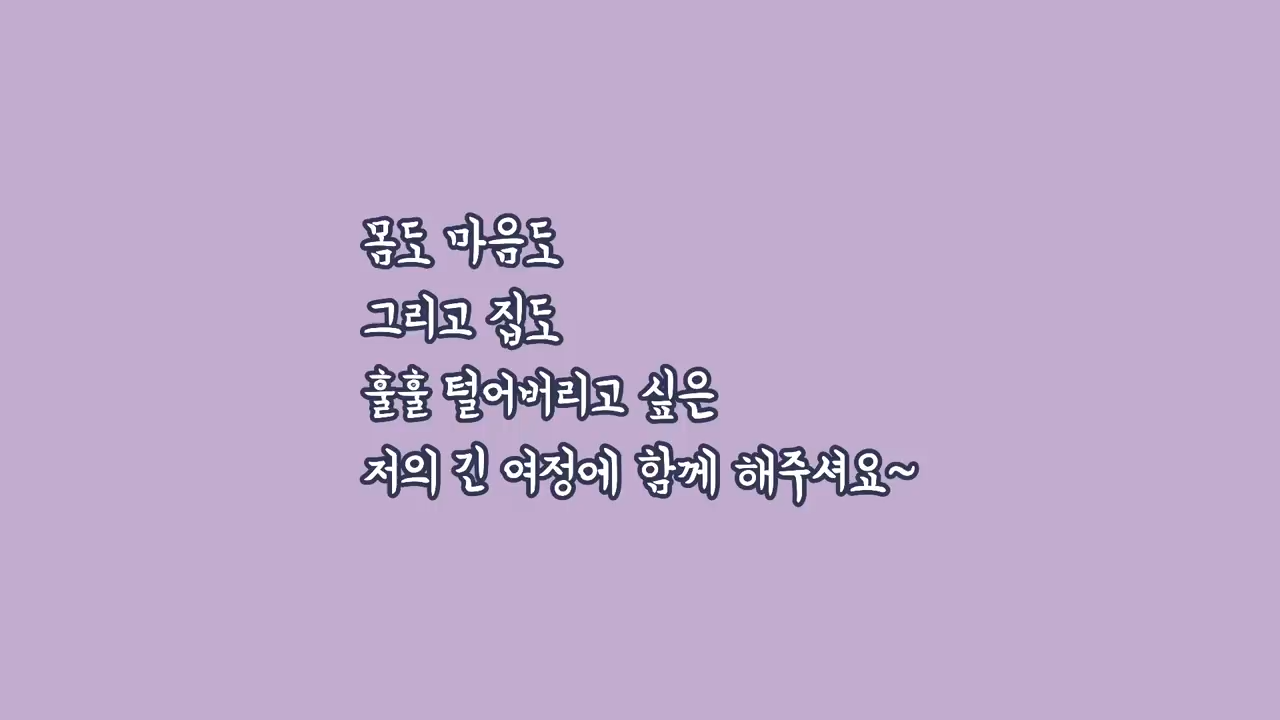 몸도 마음도
그리고 집도
훌훌 털어버리고 싶은
저의 긴 여정에 함께 해주셔요~